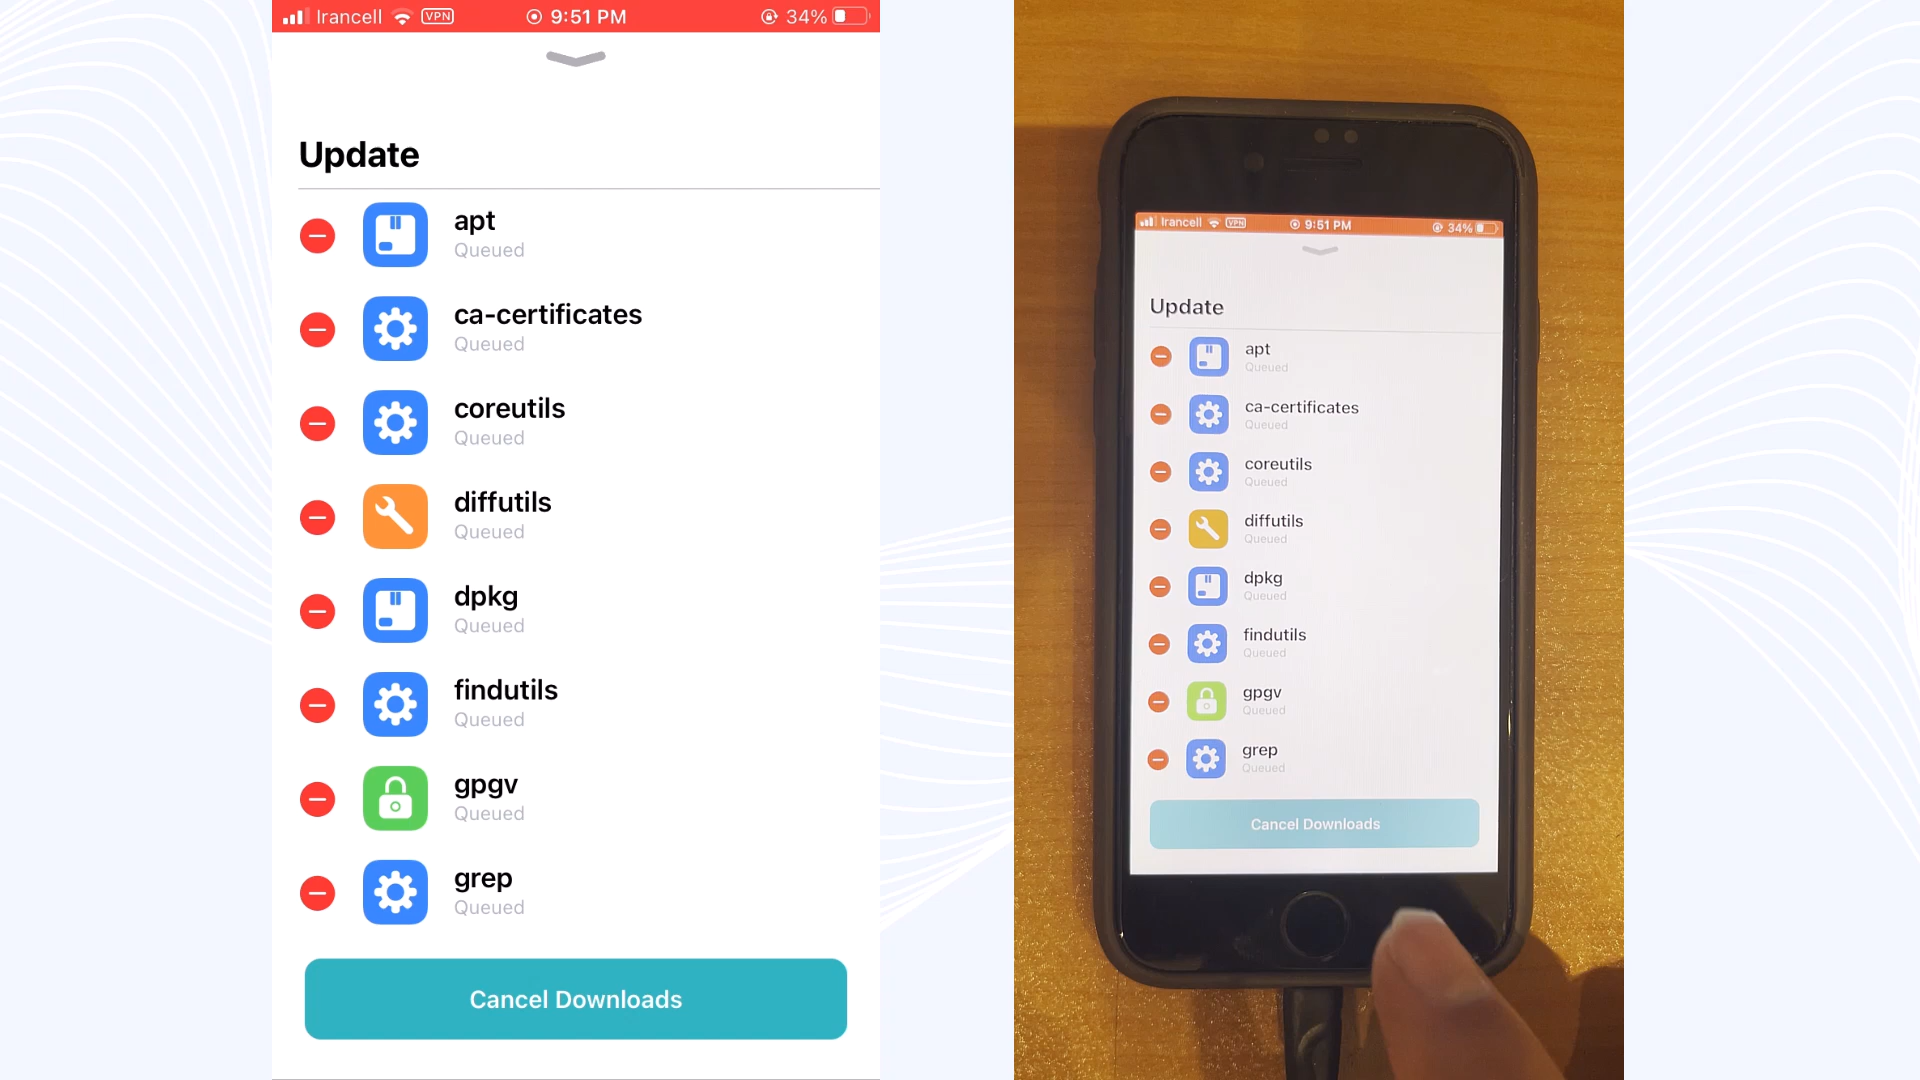 Irancell VPN 9:51 PM 34%
Update
apt
Queued
ca-certificates
Queued
coreutils
Queued
diffutils
Queued
dpkg
Queued
findutils
Queued
gpgv
Queued
grep
Queued
Cancel Downloads
Irancell VPN 9:51 PM 34%
Update
apt
Queued
ca-certificates
Queued
coreutils
Queued
diffutils
Queued
dpkg
Queued
findutils
Queued
gpgv
Queued
grep
Queued
Cancel Downloads